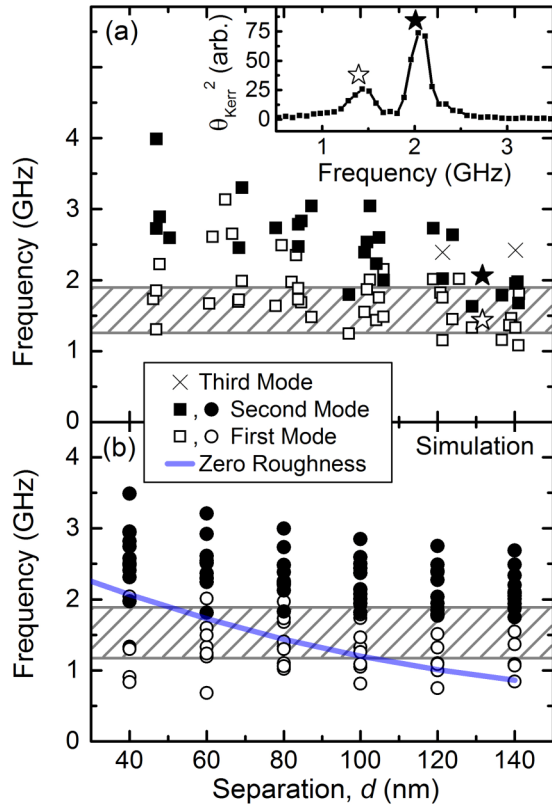 (a)
θKerr² (arb.)
75
50
25
0
1 2 3
Frequency (GHz)
Frequency (GHz)
4
3
2
1
0
Third Mode
, Second Mode
, First Mode
Zero Roughness
(b)
Simulation
Frequency (GHz)
4
3
2
1
0
40 60 80 100 120 140
Separation, d (nm)